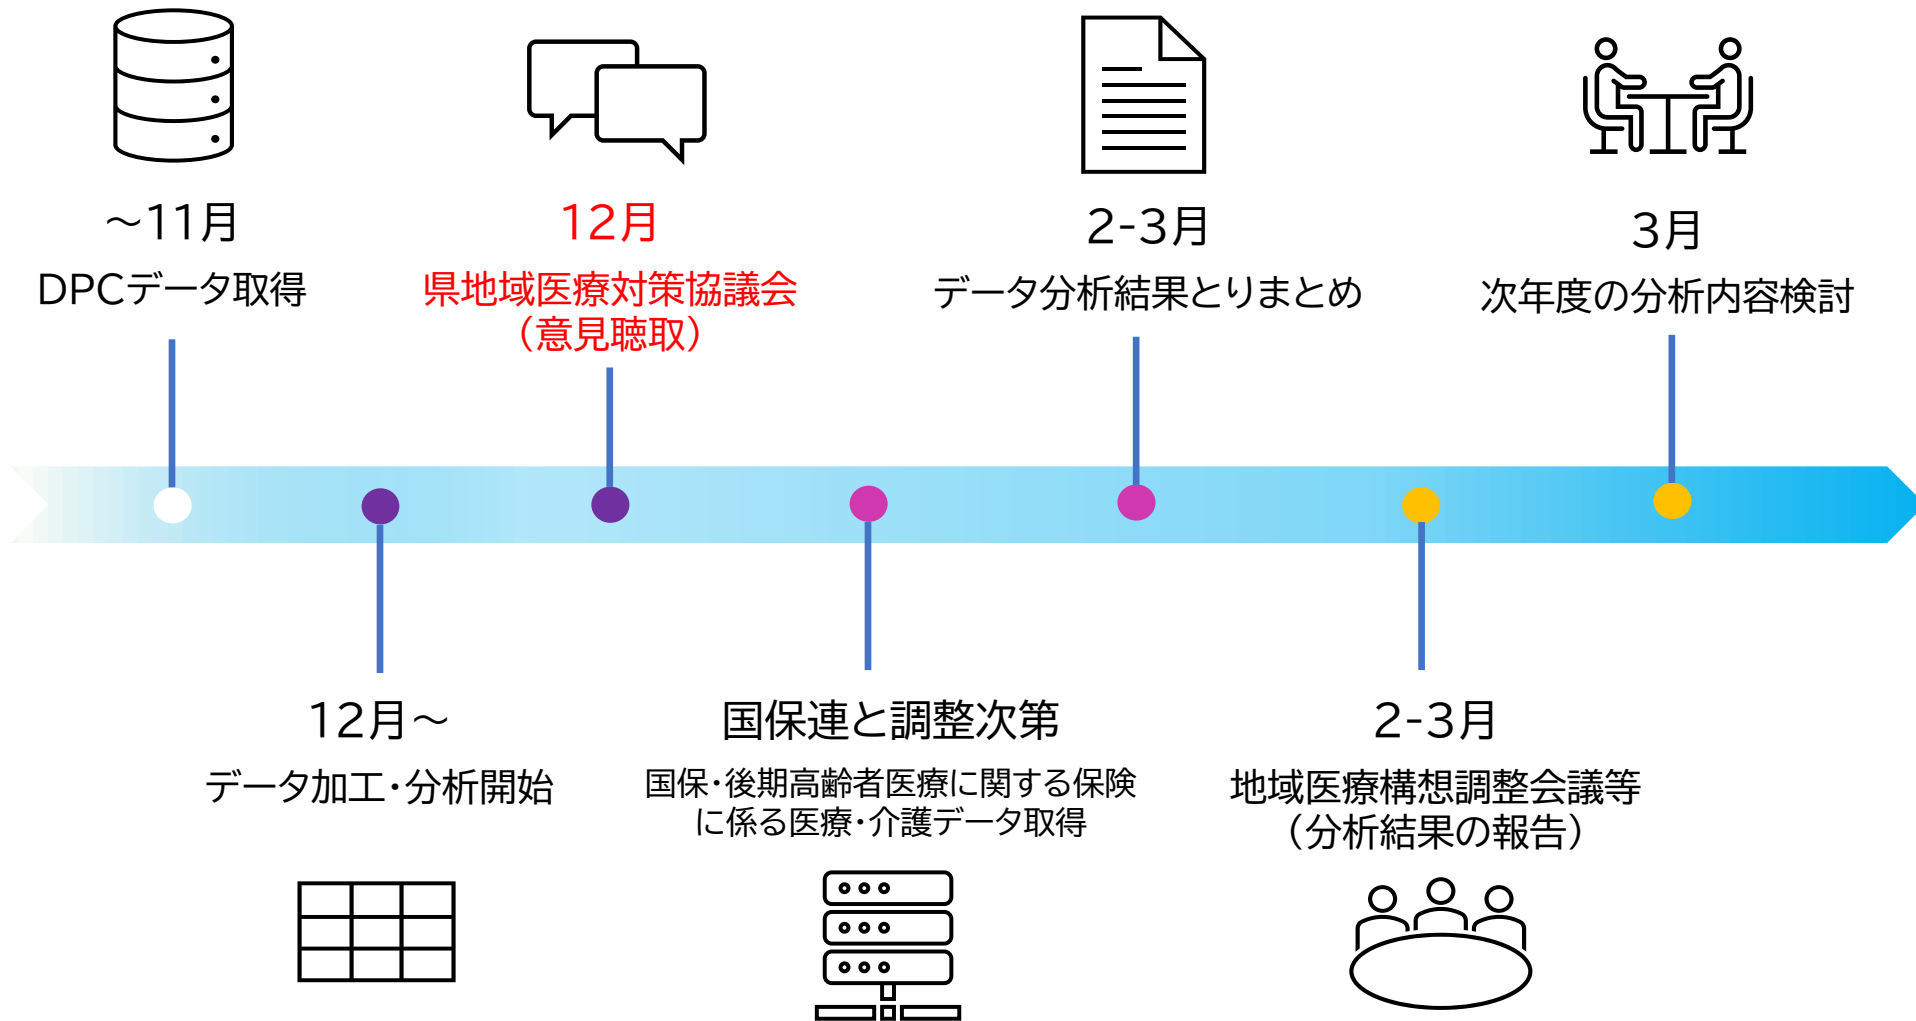 ～11月
DPCデータ取得
12月
県地域医療対策協議会
（意見聴取）
2-3月
データ分析結果とりまとめ
3月
次年度の分析内容検討
12月～
データ加工・分析開始
国保連と調整次第
国保・後期高齢者医療に関する保険
に係る医療・介護データ取得
2-3月
地域医療構想調整会議等
（分析結果の報告）